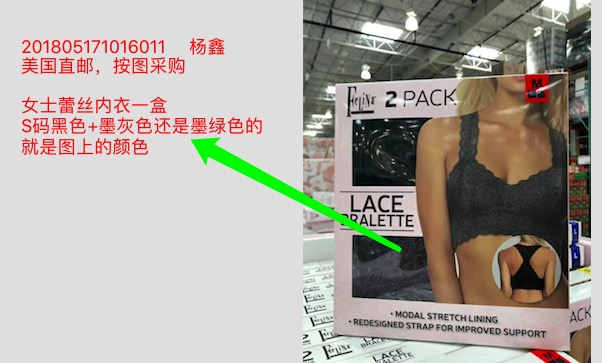 201805171016011 杨鑫
美国直邮，按图采购
女士蕾丝内衣一盒
S码黑色+墨灰色还是墨绿色的
就是图上的颜色
Felina 2 PACK
M
LACE
BRALETTE
• MODAL STRETCH LINING
• REDESIGNED STRAP FOR IMPROVED SUPPORT
PACK